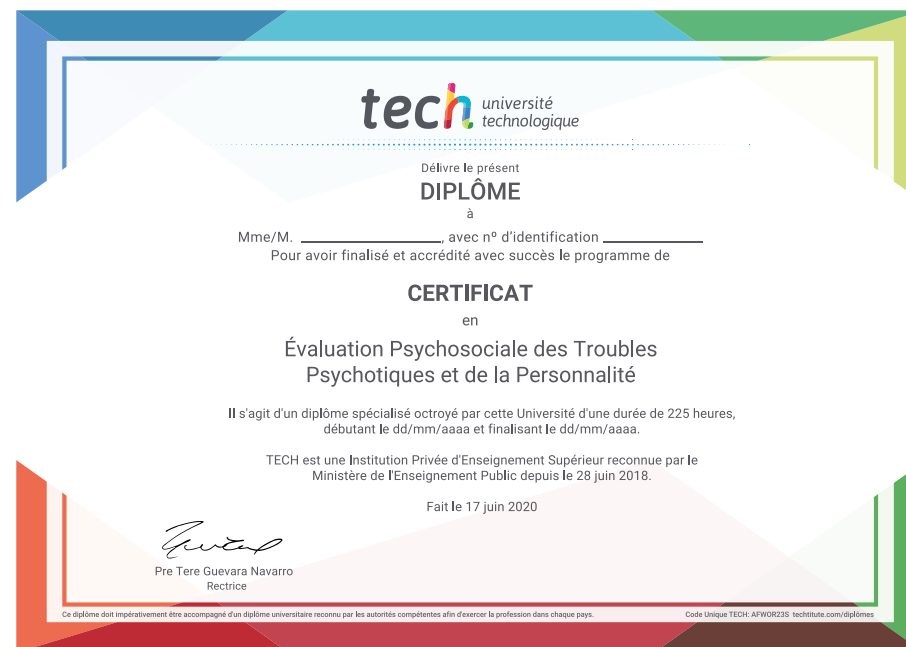 tech université
technologique
Délivre le présent
DIPLÔME
à
Mme/M. ____________________, avec nº d'identification ______________
Pour avoir finalisé et accrédité avec succès le programme de
CERTIFICAT
en
Évaluation Psychosociale des Troubles
Psychotiques et de la Personnalité
Il s'agit d'un diplôme spécialisé octroyé par cette Université d'une durée de 225 heures,
débutant le dd/mm/aaaa et finalisant le dd/mm/aaaa.
TECH est une Institution Privée d'Enseignement Supérieur reconnue par le
Ministère de l'Enseignement Public depuis le 28 juin 2018.
Fait le 17 juin 2020
Pre Tere Guevara Navarro
Rectrice
Ce diplôme doit impérativement être accompagné d'un diplôme universitaire reconnu par les autorités compétentes afin d'exercer la profession dans chaque pays.
Code Unique TECH: AFWOR23S techtitute.com/diplômes